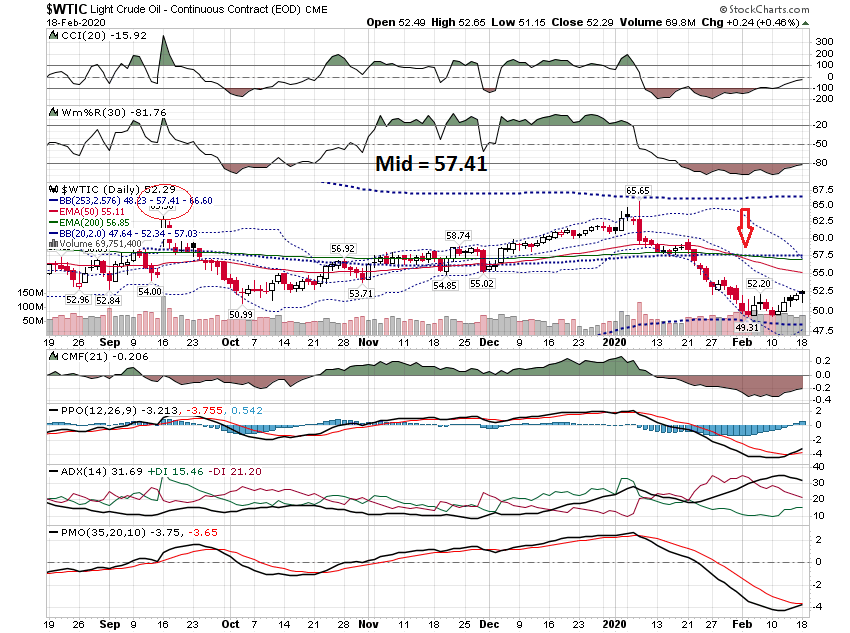 $WTIC Light Crude Oil - Continuous Contract (EOD) CME © StockCharts.com
18-Feb-2020 Open 52.49 High 52.65 Low 51.15 Close 52.29 Volume 69.8M Chg +0.24 (+0.46%)
CCI(20) -15.92
300
200
100
0
-100
-200
Wm%R(30) -81.76
-20
-50
-80
Mid = 57.41
$WTIC (Daily) 52.29
BB(253,2.576) 48.23 - 57.41 - 66.60
EMA(50) 55.11
EMA(200) 56.85
BB(20,2.0) 47.64 - 52.34 - 57.03
Volume 69,751,400
65.65
58.74
56.92
52.96
52.84
54.00
50.99
53.71
54.85
55.02
52.20
49.31
67.5
65.0
62.5
60.0
57.5
55.0
52.5
50.0
47.5
150M
100M
50M
19 26 Sep 9 16 23 Oct 7 14 21 28 Nov 11 18 25 Dec 9 16 23 2020 13 21 27 Feb 10 18
CMF(21) -0.206
0.2
0.0
-0.2
-0.4
PPO(12,26,9) -3.213, -3.755, 0.542
2
0
-2
-4
ADX(14) 31.69 +DI 15.46 -DI 21.20
40
30
20
10
PMO(35,20,10) -3.75, -3.65
2
0
-2
-4
19 26 Sep 9 16 23 Oct 7 14 21 28 Nov 11 18 25 Dec 9 16 23 2020 13 21 27 Feb 10 18